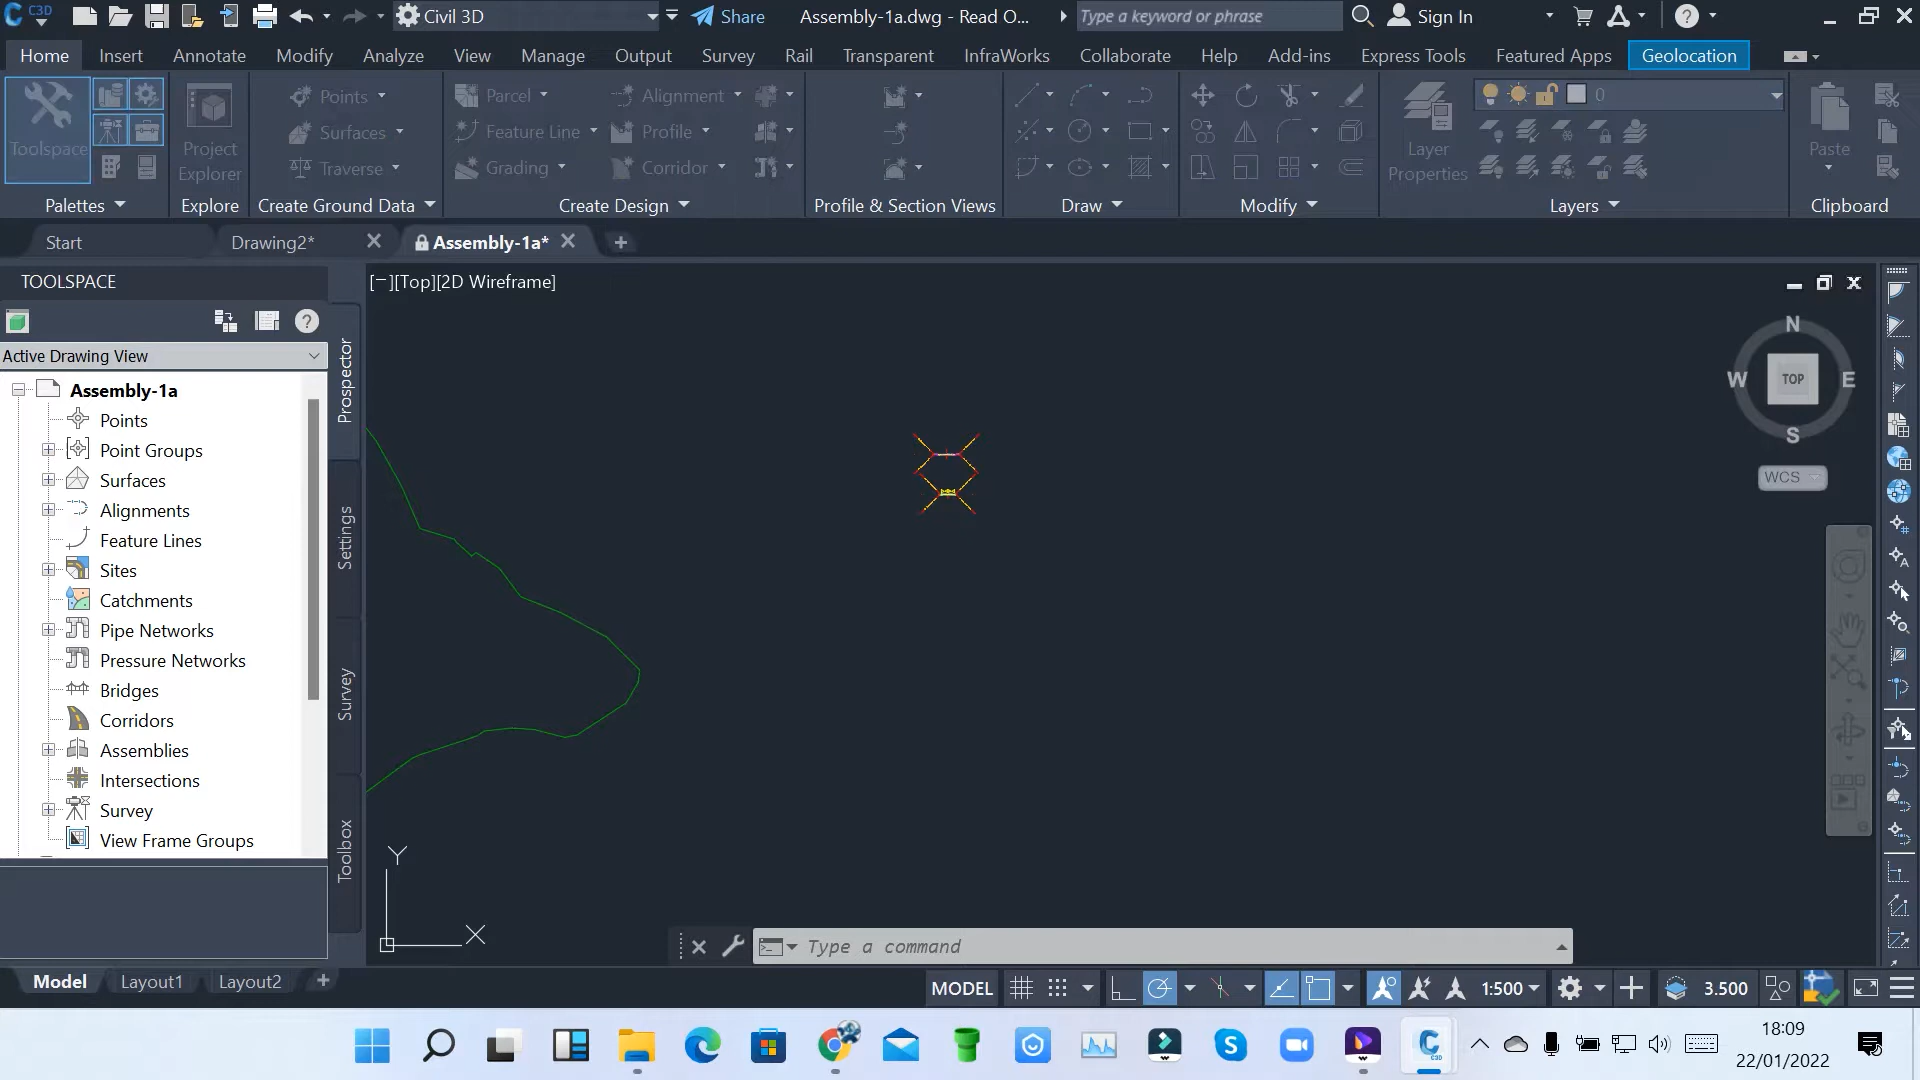 C3D
Civil 3D
Share
Assembly-1a.dwg - Read O...
Type a keyword or phrase
Sign In
Home
Insert
Annotate
Modify
Analyze
View
Manage
Output
Survey
Rail
Transparent
InfraWorks
Collaborate
Help
Add-ins
Express Tools
Featured Apps
Geolocation
Toolspace
Project
Explorer
Points
Surfaces
Traverse
Parcel
Feature Line
Grading
Alignment
Profile
Corridor
Layer
Properties
0
Paste
Palettes
Explore
Create Ground Data
Create Design
Profile & Section Views
Draw
Modify
Layers
Clipboard
Start
Drawing2*
Assembly-1a*
TOOLSPACE
Active Drawing View
Assembly-1a
Points
Point Groups
Surfaces
Alignments
Feature Lines
Sites
Catchments
Pipe Networks
Pressure Networks
Bridges
Corridors
Assemblies
Intersections
Survey
View Frame Groups
Prospector
Settings
Survey
Toolbox
[−][Top][2D Wireframe]
N
W
TOP
E
S
WCS
Y
X
Type a command
Model
Layout1
Layout2
MODEL
1:500
3.500
18:09
22/01/2022